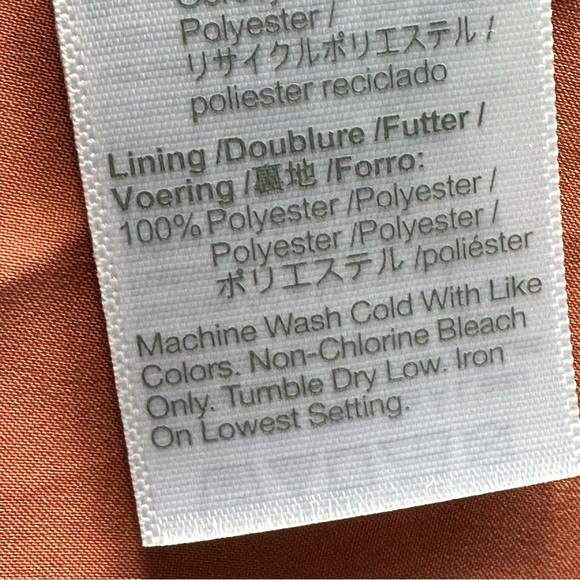 Polyester /
リサイクルポリエステル /
poliester reciclado
Lining /Doublure /Futter /
Voering /裏地 /Forro:
100% Polyester /Polyester /
Polyester /Polyester /
ポリエステル /poliéster
Machine Wash Cold With Like
Colors. Non-Chlorine Bleach
Only. Tumble Dry Low. Iron
On Lowest Setting.